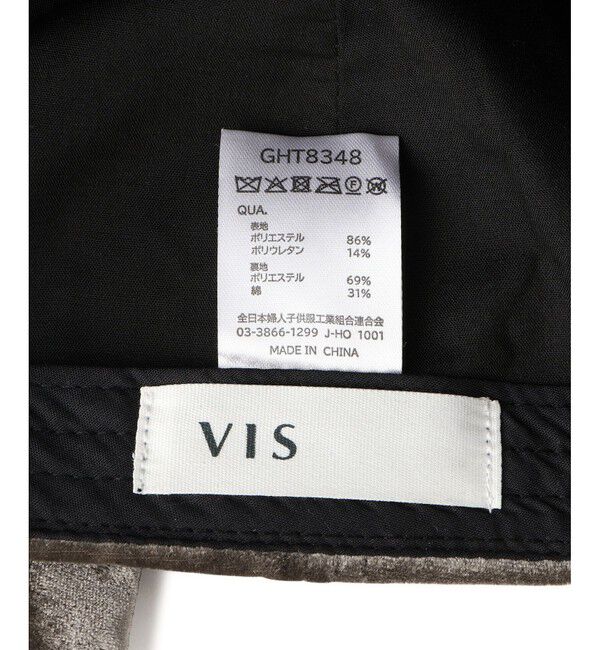 GHT8348
QUA.
表地
ポリエステル 86%
ポリウレタン 14%
裏地
ポリエステル 69%
綿 31%
全日本婦人子供服工業組合連合会
03-3866-1299 J-HO 1001
MADE IN CHINA
VIS